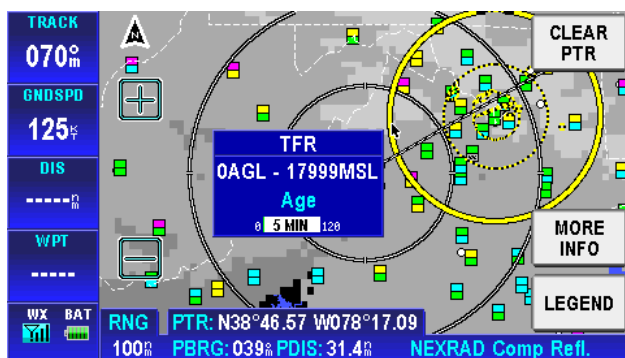 TRACK
070°m
GNDSPD
125KT
DIS
-----nm
WPT
-----
WX BAT
N
CLEAR
PTR
TFR
0AGL - 17999MSL
Age
0 5 MIN 120
MORE
INFO
LEGEND
RNG PTR: N38°46.57 W078°17.09
100nm PBRG: 039° PDIS: 31.4nm NEXRAD Comp Refl.